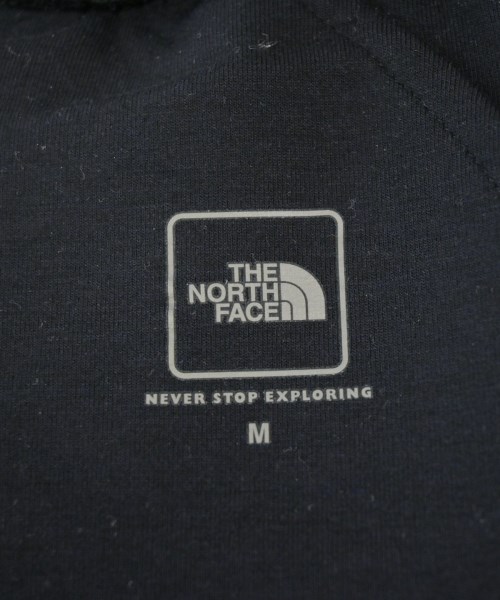 THE
NORTH
FACE
NEVER STOP EXPLORING
M